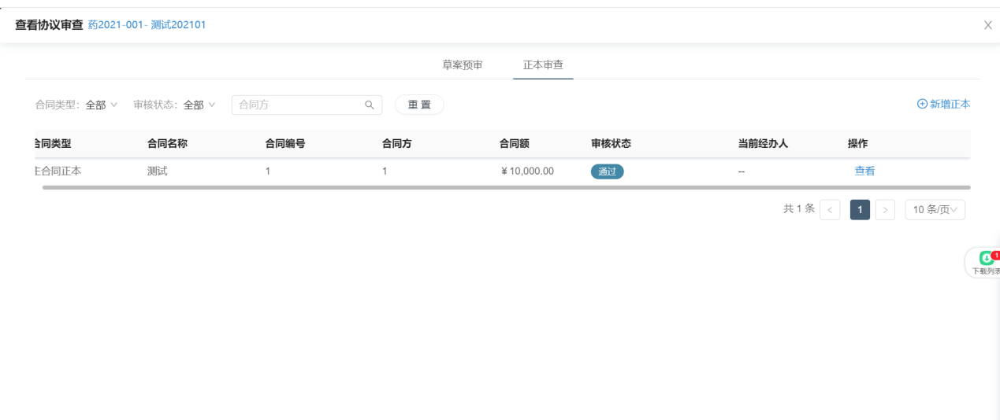 查看协议审查 药2021-001- 测试202101
草案预审 正本审查
合同类型: 全部 审核状态: 全部 合同方 重 置 新增正本
合同类型 合同名称 合同编号 合同方 合同额 审核状态 当前经办人 操作
主合同正本 测试 1 1 ¥ 10,000.00 通过 -- 查看
共 1 条 < 1 > 10 条/页
1
下载列表